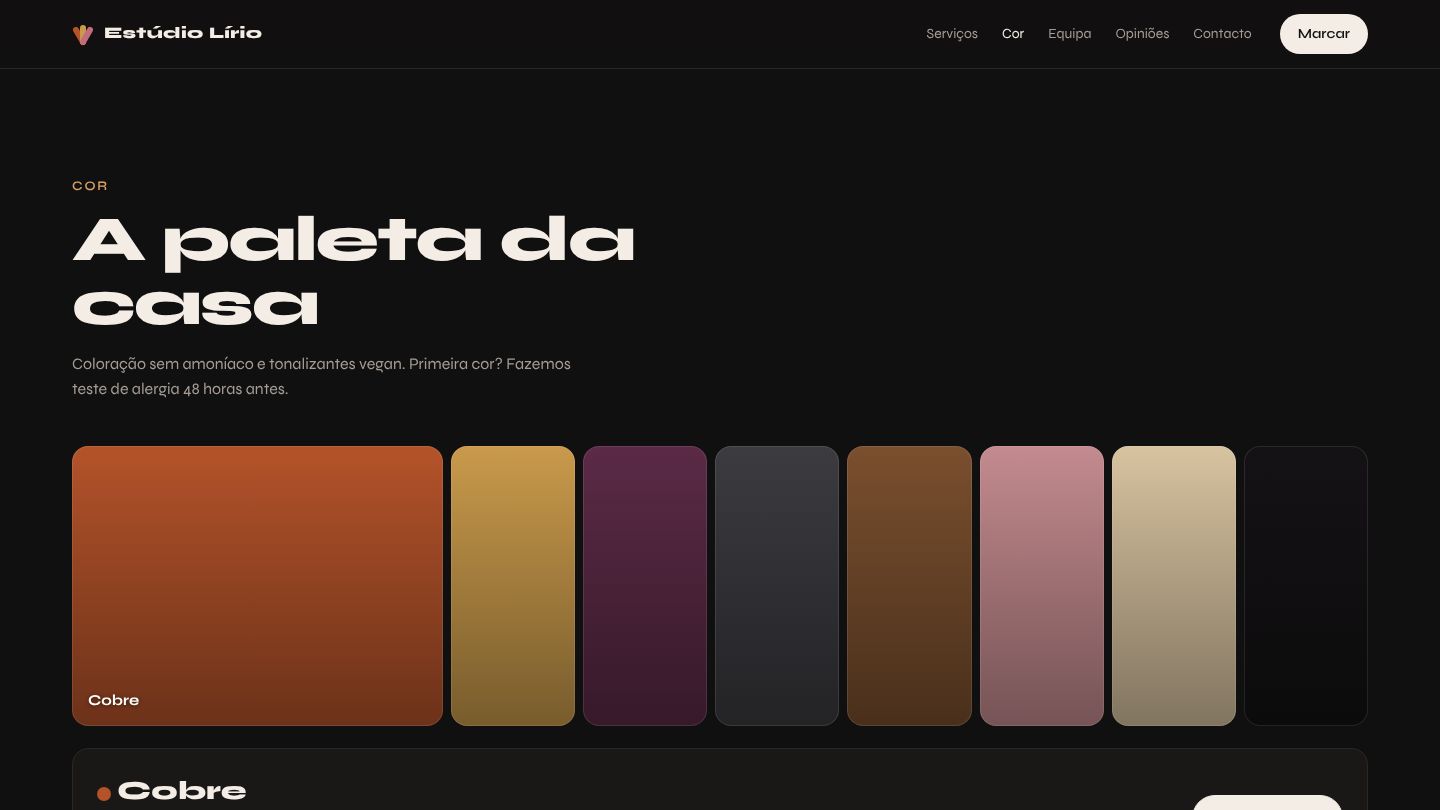 Estúdio Lírio
Serviços
Cor
Equipa
Opiniões
Contacto
Marcar
COR
A paleta da
casa
Coloração sem amoníaco e tonalizantes vegan. Primeira cor? Fazemos
teste de alergia 48 horas antes.
Cobre
Cobre